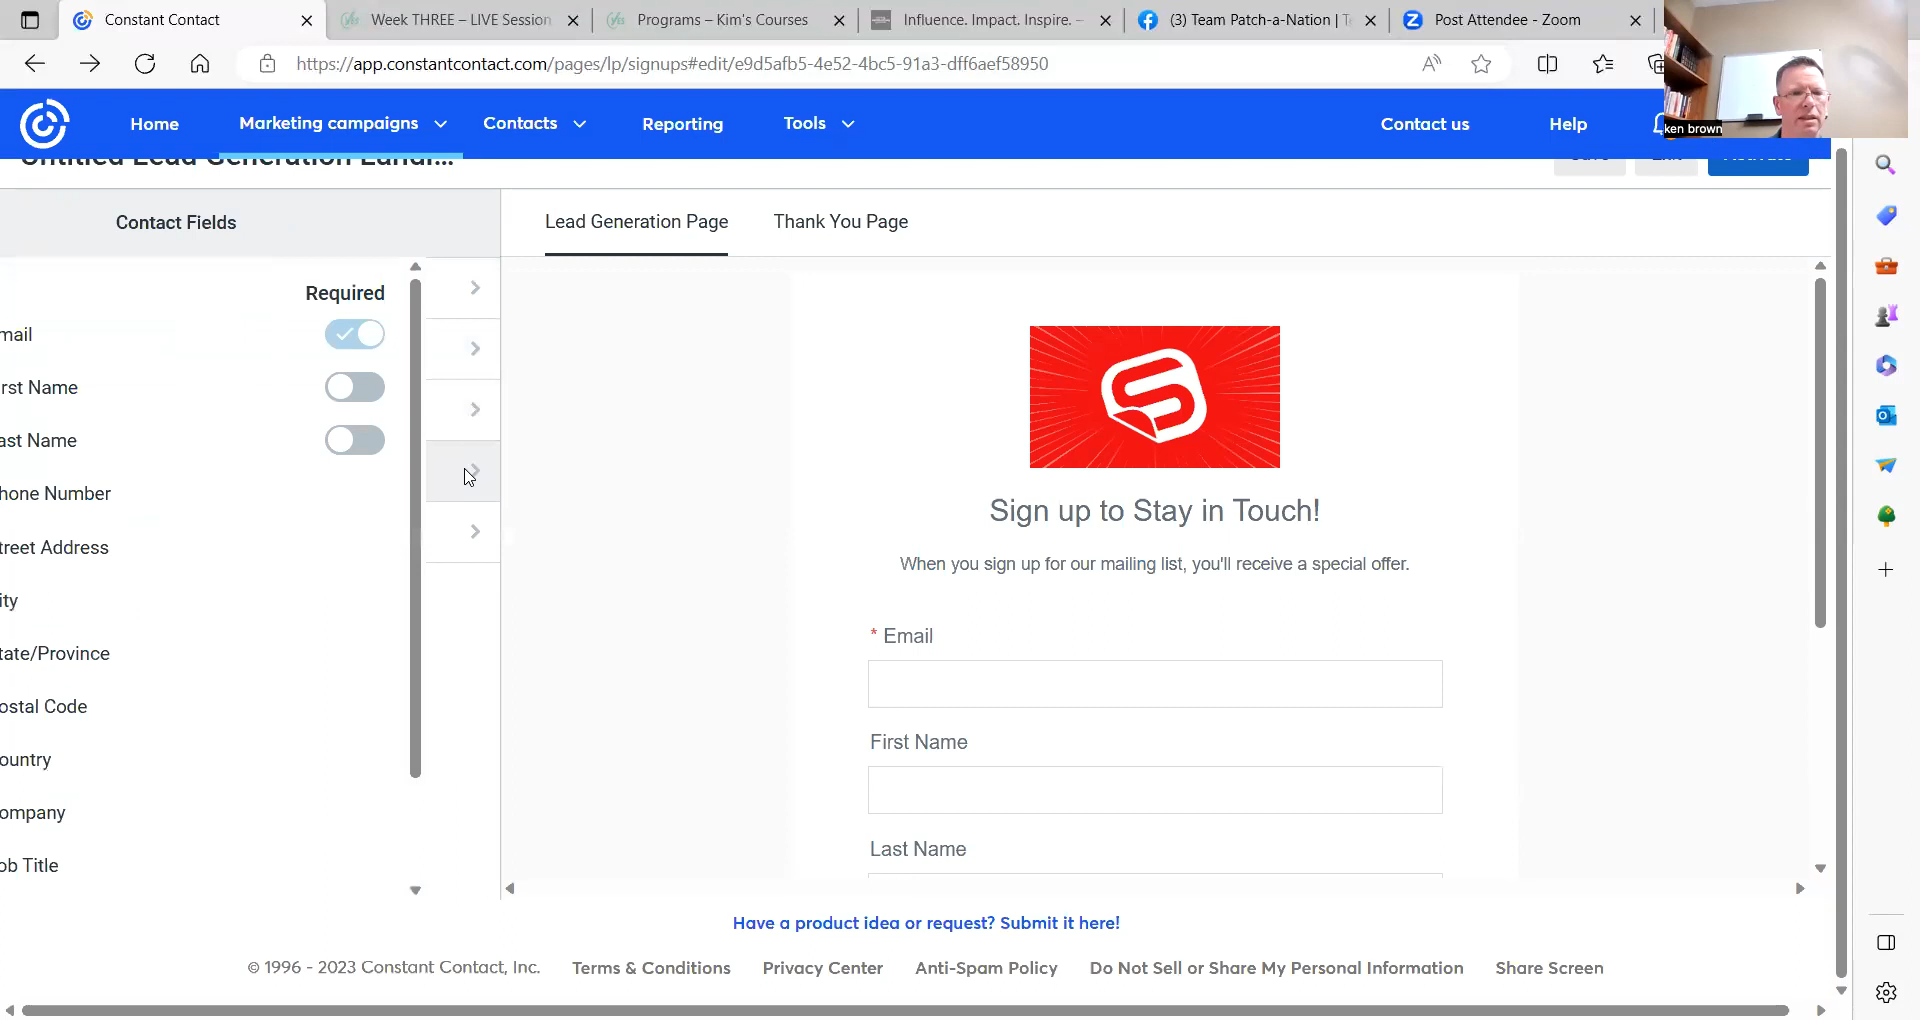 Constant Contact
Week THREE – LIVE Session
Programs – Kim's Courses
Influence. Impact. Inspire. –
(3) Team Patch-a-Nation |
Post Attendee - Zoom
https://app.constantcontact.com/pages/lp/signups#edit/e9d5afb5-4e52-4bc5-91a3-dff6aef58950
ken brown
Home
Marketing campaigns
Contacts
Reporting
Tools
Contact us
Help
Untitled Lead Generation Landi...
Contact Fields
Lead Generation Page
Thank You Page
Required
mail
rst Name
ast Name
hone Number
treet Address
ity
tate/Province
ostal Code
ountry
ompany
ob Title
Sign up to Stay in Touch!
When you sign up for our mailing list, you'll receive a special offer.
* Email
First Name
Last Name
Have a product idea or request? Submit it here!
© 1996 - 2023 Constant Contact, Inc.
Terms & Conditions
Privacy Center
Anti-Spam Policy
Do Not Sell or Share My Personal Information
Share Screen